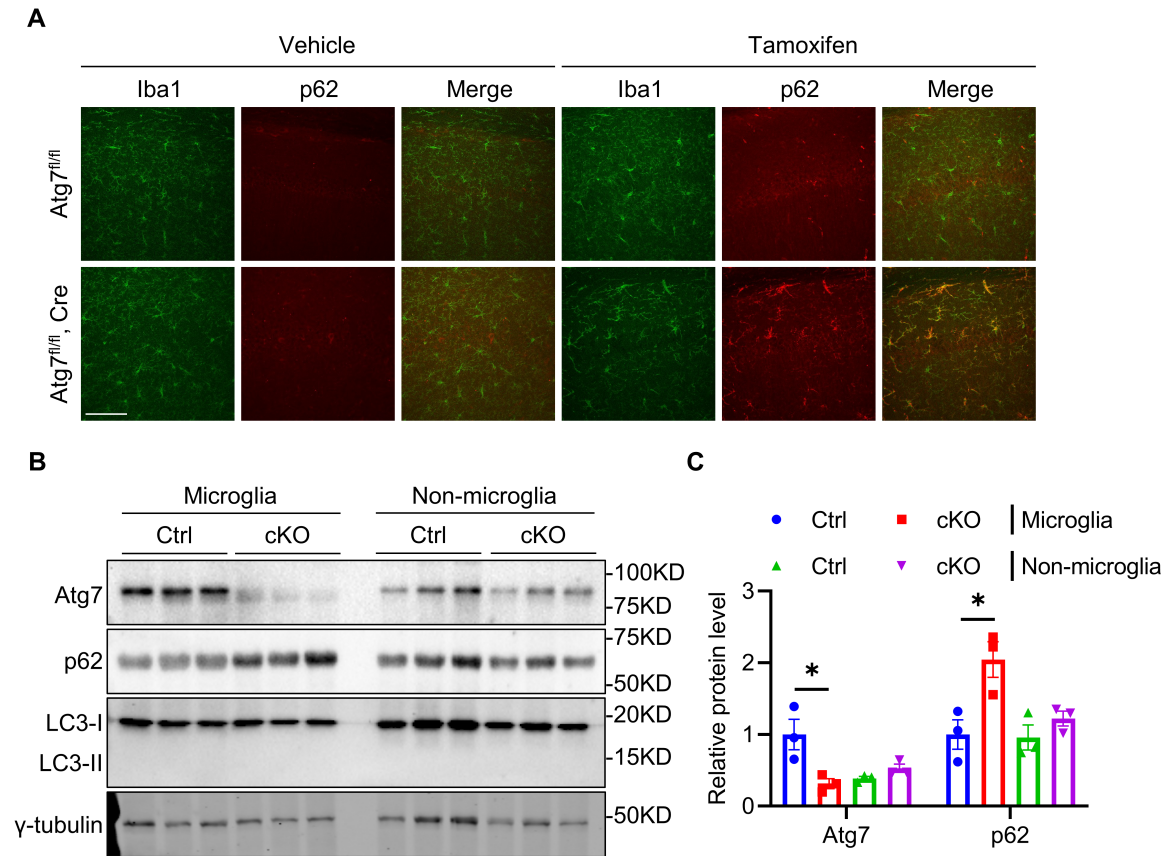 A
Vehicle Tamoxifen
Iba1 p62 Merge Iba1 p62 Merge
Atg7fl/fl
Atg7fl/fl, Cre
B
Microglia Non-microglia
Ctrl cKO Ctrl cKO
Atg7
-100KD
-75KD
p62
-75KD
-50KD
LC3-I
LC3-II
-20KD
-15KD
γ-tubulin
-50KD
C
Ctrl cKO Microglia
Ctrl cKO Non-microglia
Relative protein level
3
2
1
0
* *
Atg7 p62